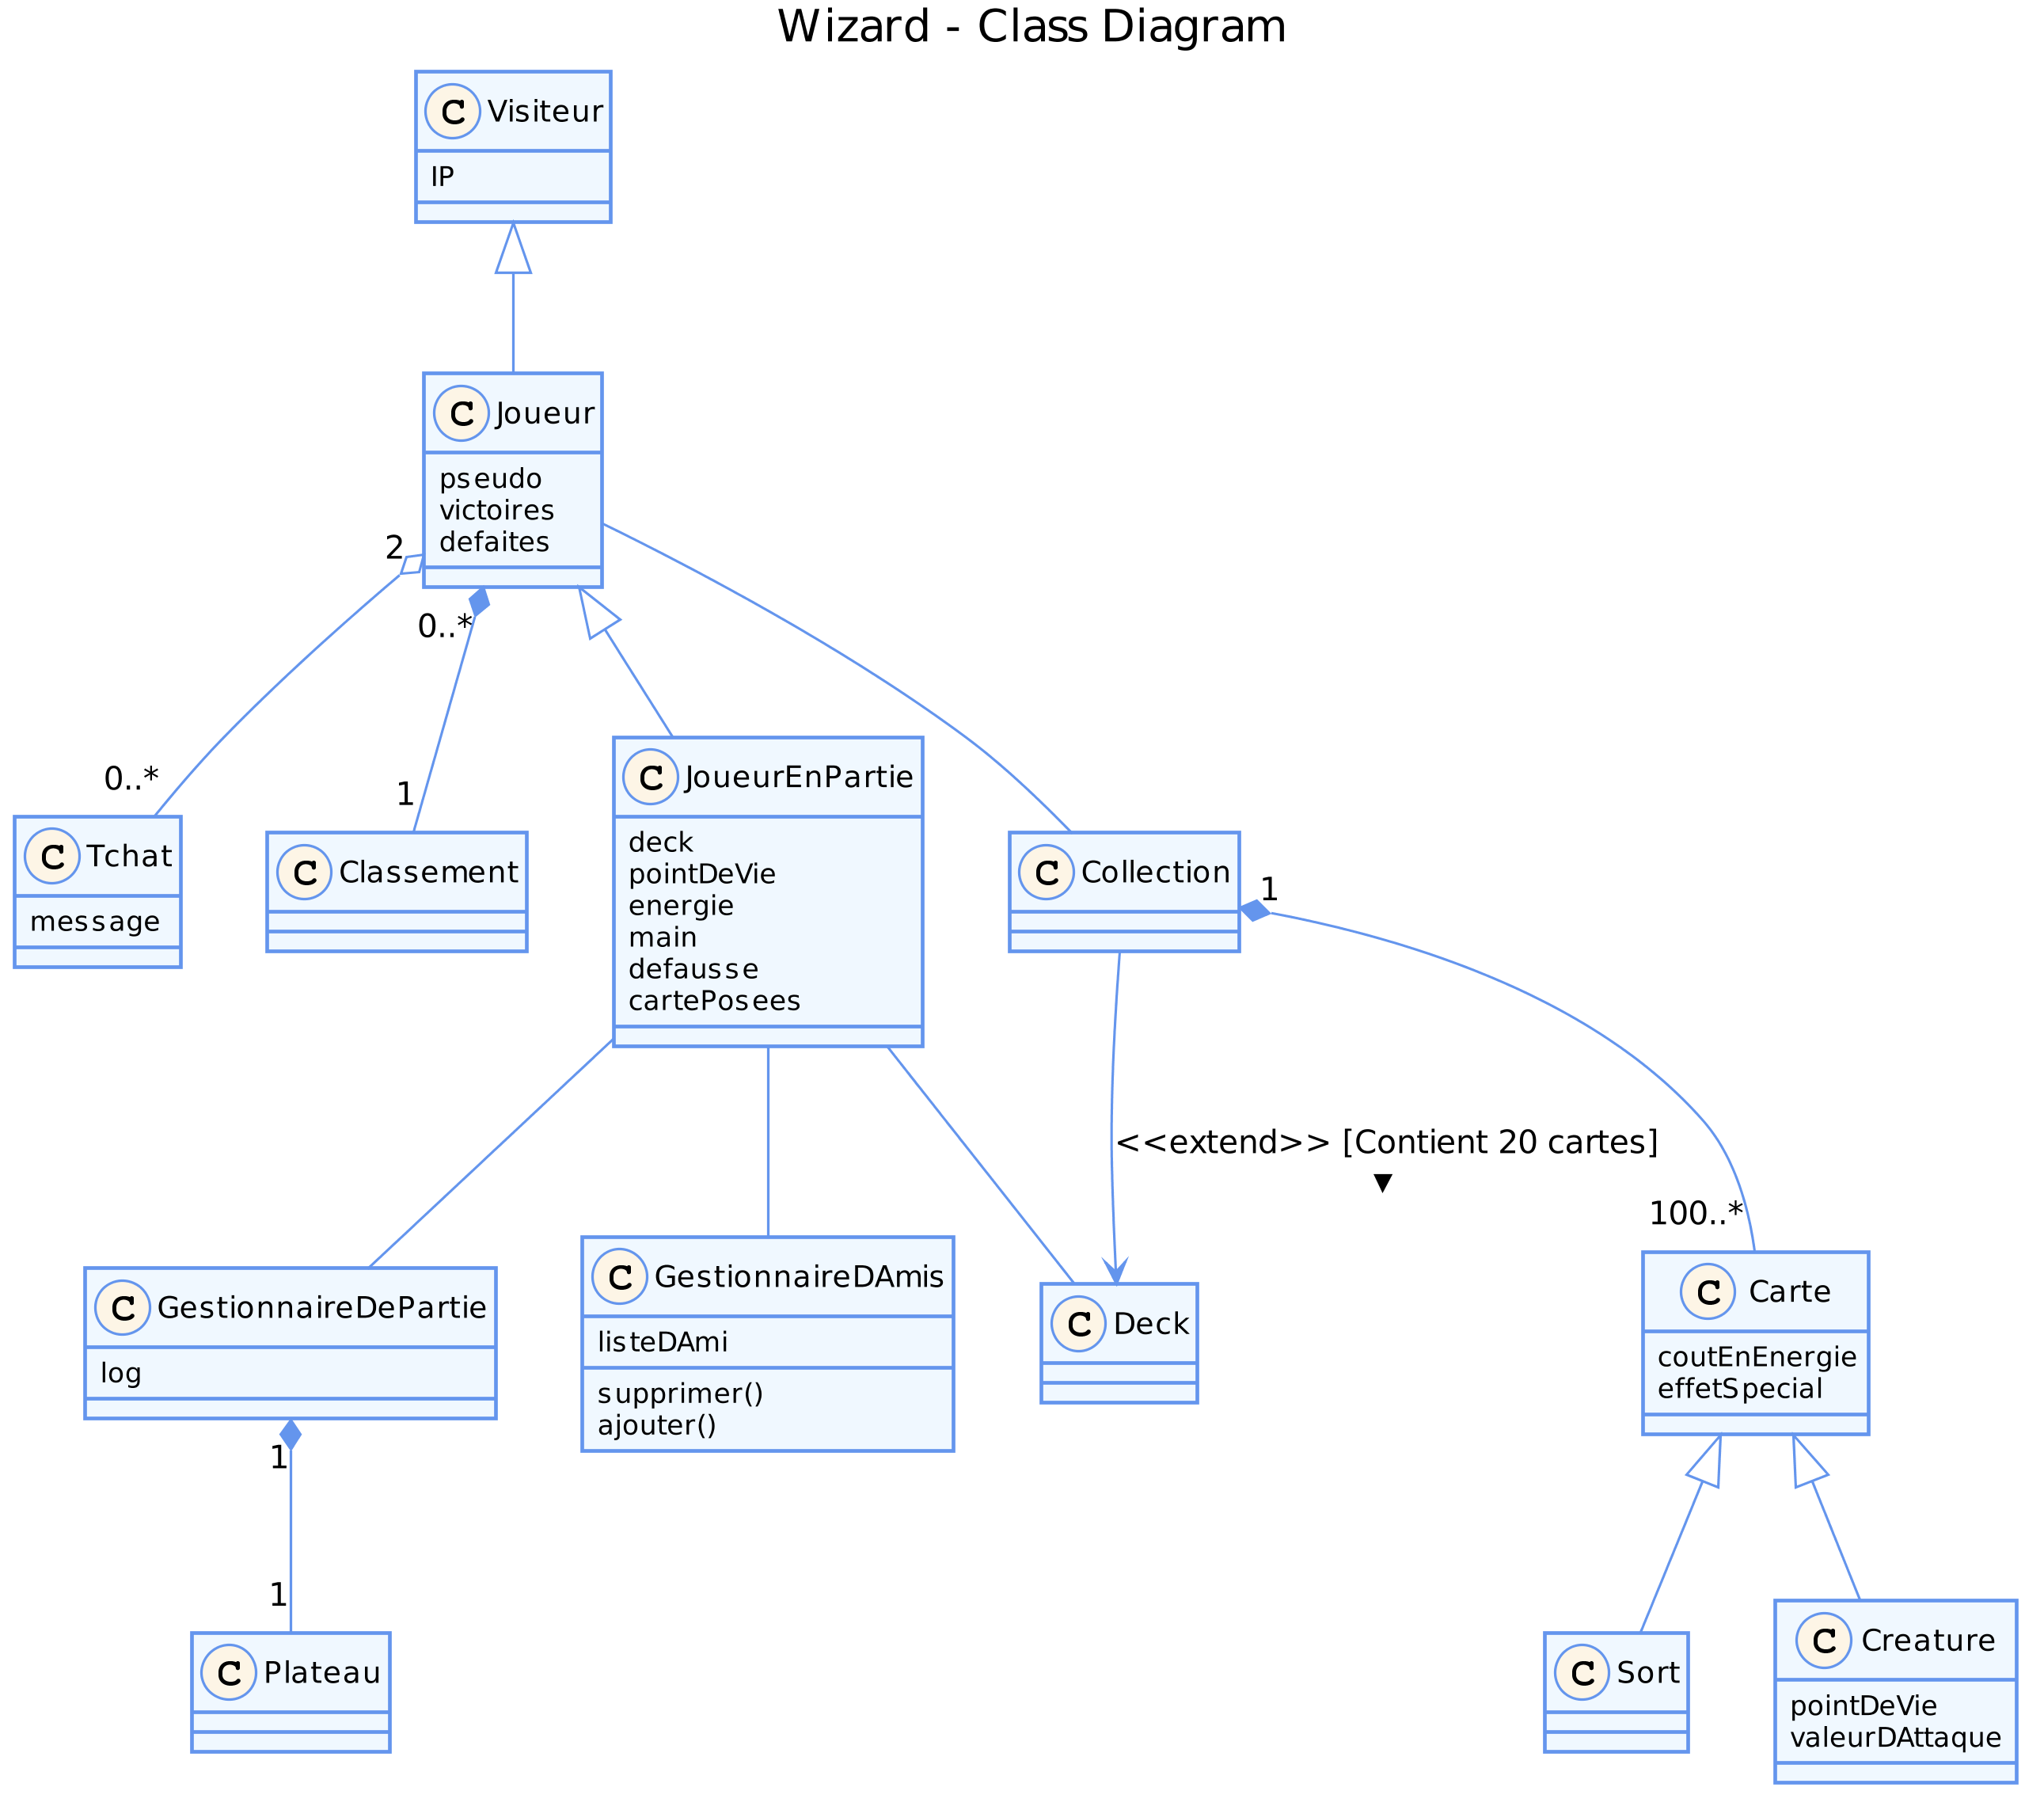 Wizard - Class Diagram
C Visiteur
IP
C Joueur
pseudo
victoires
defaites
2
0..*
0..*
1
C JoueurEnPartie
deck
pointDeVie
energie
main
defausse
cartePosees
C Tchat
message
C Classement
C Collection
1
<<extend>> [Contient 20 cartes]
▼
100..*
C GestionnaireDePartie
log
C GestionnaireDAmis
listeDAmi
supprimer()
ajouter()
C Deck
C Carte
coutEnEnergie
effetSpecial
1
1
C Plateau
C Sort
C Creature
pointDeVie
valeurDAttaque